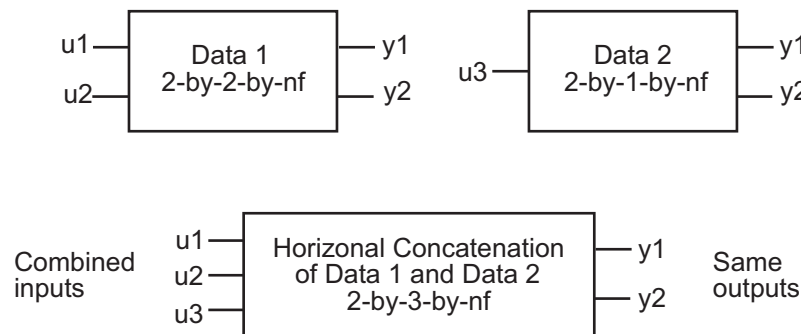 u1
u2
Data 1
2-by-2-by-nf
y1
y2
u3
Data 2
2-by-1-by-nf
y1
y2
Combined
inputs
u1
u2
u3
Horizonal Concatenation
of Data 1 and Data 2
2-by-3-by-nf
y1
y2
Same
outputs